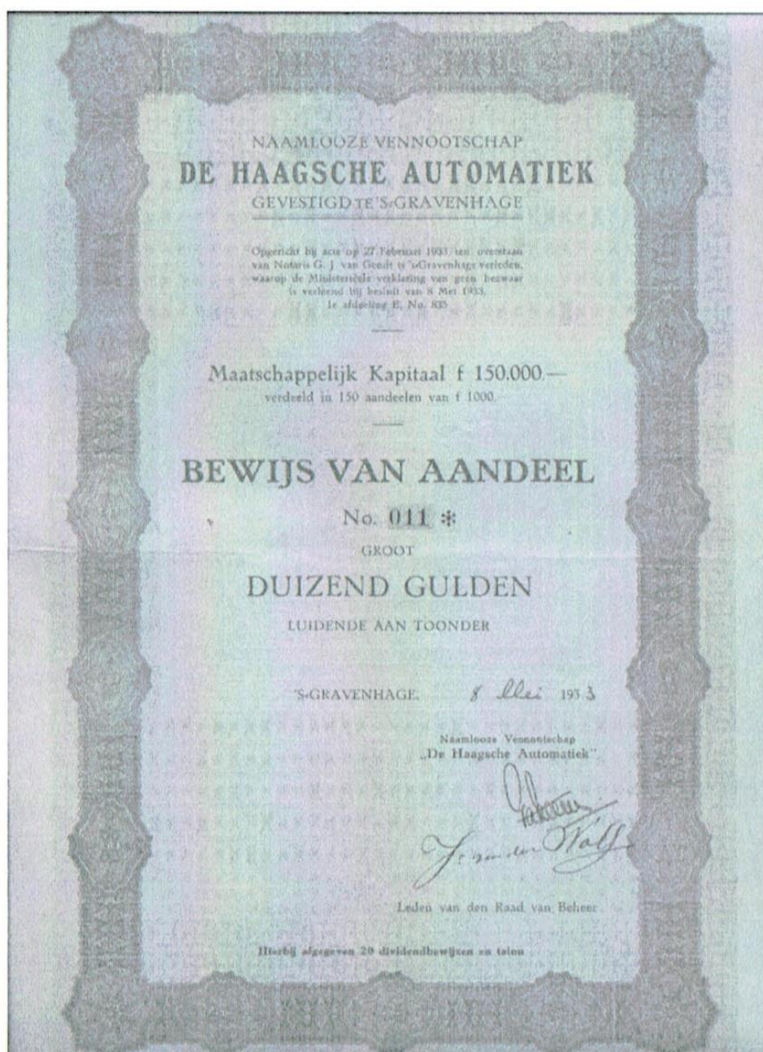 NAAMLOOZE VENNOOTSCHAP
DE HAAGSCHE AUTOMATIEK
GEVESTIGD TE 'S-GRAVENHAGE
Opgericht bij acte op 27 Februari 1933 ten overstaan
van Notaris G. J. van Gendt te 's-Gravenhage verleden,
waarop de Ministerieële verklaring van geen bezwaar
is verleend bij besluit van 8 Mei 1933,
1e afdeeling E, No. 835
Maatschappelijk Kapitaal f 150.000.—
verdeeld in 150 aandeelen van f 1000.
BEWIJS VAN AANDEEL
No. 011 *
GROOT
DUIZEND GULDEN
LUIDENDE AAN TOONDER
'S-GRAVENHAGE, 8 Mei 1933
Naamlooze Vennootschap
„De Haagsche Automatiek"
J. van der Wolf
Leden van den Raad van Beheer
Hierbij afgegeven 20 dividendbewijzen en talon